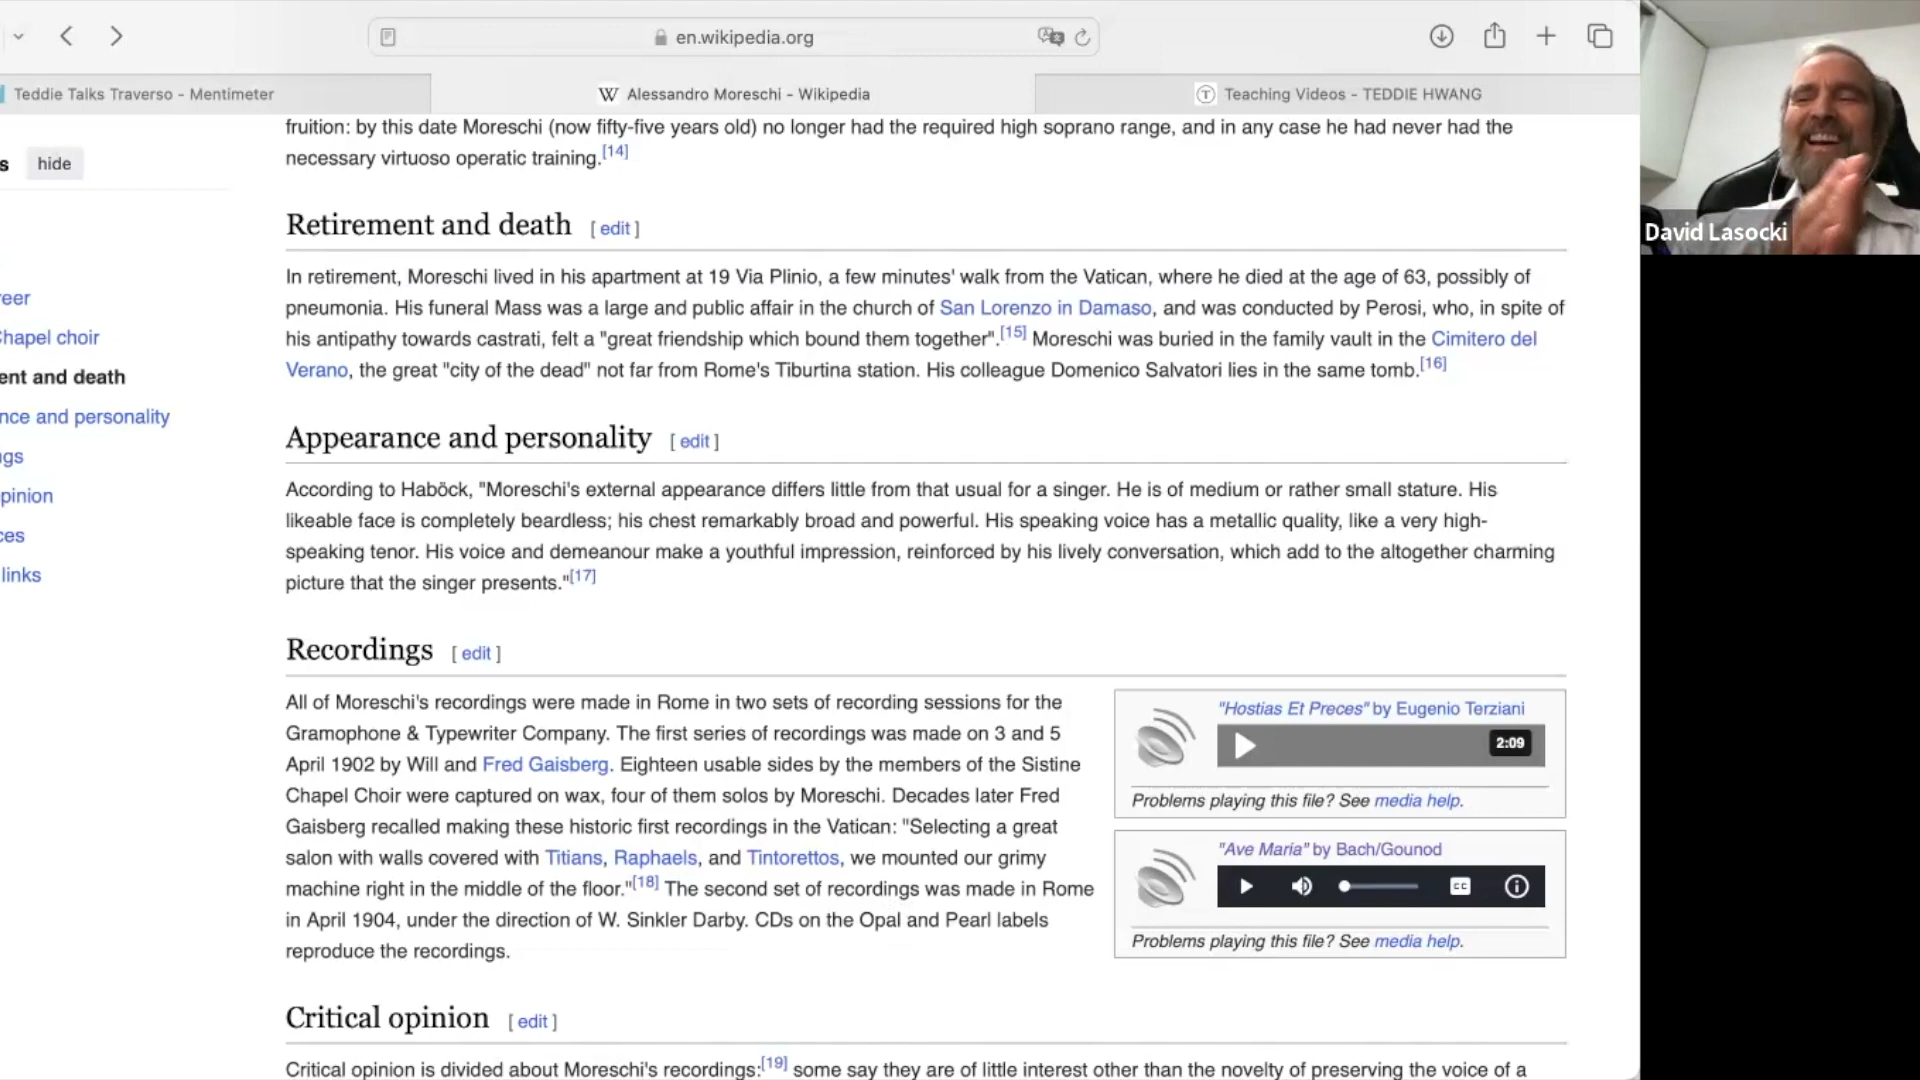 en.wikipedia.org
Teddie Talks Traverso - Mentimeter
Alessandro Moreschi - Wikipedia
Teaching Videos - TEDDIE HWANG
s hide
eer
Chapel choir
ent and death
nce and personality
gs
pinion
ces
links
fruition: by this date Moreschi (now fifty-five years old) no longer had the required high soprano range, and in any case he had never had the
necessary virtuoso operatic training.[14]
Retirement and death [ edit ]
In retirement, Moreschi lived in his apartment at 19 Via Plinio, a few minutes' walk from the Vatican, where he died at the age of 63, possibly of
pneumonia. His funeral Mass was a large and public affair in the church of San Lorenzo in Damaso, and was conducted by Perosi, who, in spite of
his antipathy towards castrati, felt a "great friendship which bound them together".[15] Moreschi was buried in the family vault in the Cimitero del
Verano, the great "city of the dead" not far from Rome's Tiburtina station. His colleague Domenico Salvatori lies in the same tomb.[16]
Appearance and personality [ edit ]
According to Haböck, "Moreschi's external appearance differs little from that usual for a singer. He is of medium or rather small stature. His
likeable face is completely beardless; his chest remarkably broad and powerful. His speaking voice has a metallic quality, like a very high-
speaking tenor. His voice and demeanour make a youthful impression, reinforced by his lively conversation, which add to the altogether charming
picture that the singer presents."[17]
Recordings [ edit ]
All of Moreschi's recordings were made in Rome in two sets of recording sessions for the
Gramophone & Typewriter Company. The first series of recordings was made on 3 and 5
April 1902 by Will and Fred Gaisberg. Eighteen usable sides by the members of the Sistine
Chapel Choir were captured on wax, four of them solos by Moreschi. Decades later Fred
Gaisberg recalled making these historic first recordings in the Vatican: "Selecting a great
salon with walls covered with Titians, Raphaels, and Tintorettos, we mounted our grimy
machine right in the middle of the floor."[18] The second set of recordings was made in Rome
in April 1904, under the direction of W. Sinkler Darby. CDs on the Opal and Pearl labels
reproduce the recordings.
"Hostias Et Preces" by Eugenio Terziani
2:09
Problems playing this file? See media help.
"Ave Maria" by Bach/Gounod
CC
Problems playing this file? See media help.
Critical opinion [ edit ]
Critical opinion is divided about Moreschi's recordings:[19] some say they are of little interest other than the novelty of preserving the voice of a
David Lasocki